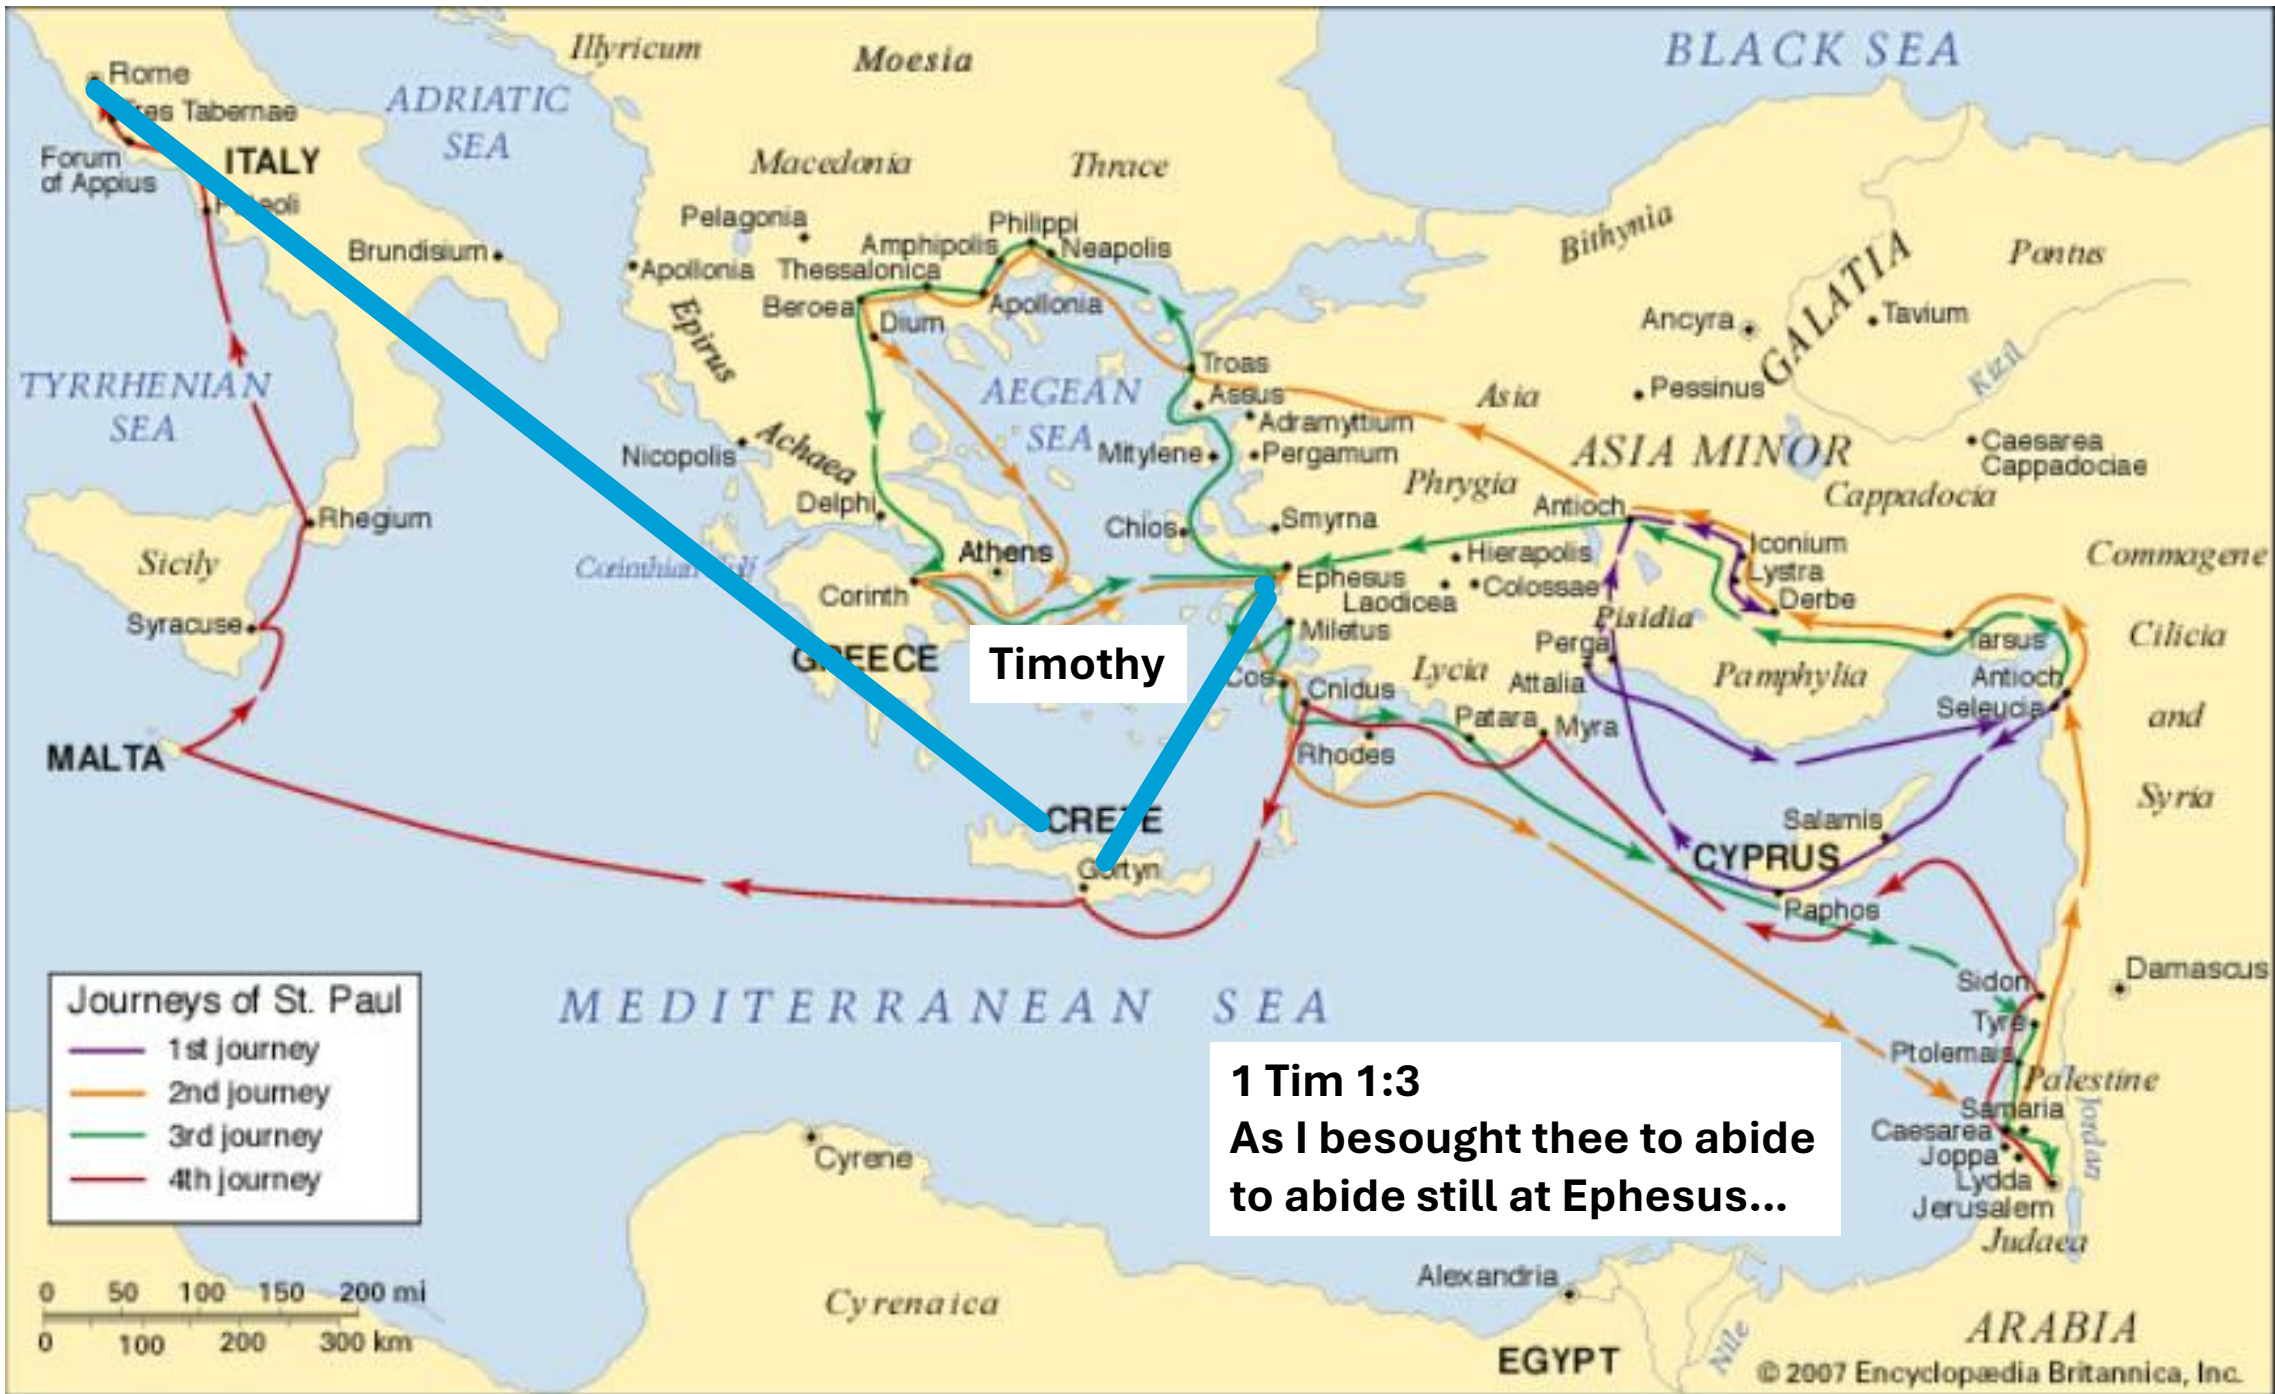 Illyricum
Moesia
BLACK SEA
Rome
Tres Tabernae
ADRIATIC
SEA
Forum
of Appius
ITALY
Macedonia
Thrace
Puteoli
Pelagonia
Philippi
Amphipolis
Neapolis
Bithynia
Pontus
Brundisium
Apollonia
Thessalonica
Beroea
Apollonia
Dium
Epirus
GALATIA
Ancyra
Tavium
Kizil
TYRRHENIAN
SEA
AEGEAN
SEA
Troas
Assus
Adramyttium
Asia
Pessinus
Nicopolis
Achaea
Mitylene
Pergamum
ASIA MINOR
Caesarea
Cappadociae
Phrygia
Cappadocia
Delphi
Antioch
Rhegium
Chios
Smyrna
Sicily
Corinthian Gulf
Athens
Iconium
Hierapolis
Commagene
Lystra
Corinth
Ephesus
Colossae
Laodicea
Derbe
Syracuse
Miletus
Pisidia
Tarsus
Cilicia
GREECE
Timothy
Perga
Cos
Cnidus
Lycia
Attalia
Pamphylia
Antioch
Seleucia
and
Patara
Myra
MALTA
Rhodes
Syria
CRETE
Salamis
CYPRUS
Gortyn
Raphos
Damascus
Sidon
MEDITERRANEAN SEA
Tyre
Ptolemais
Palestine
Journeys of St. Paul
1st journey
2nd journey
3rd journey
4th journey
1 Tim 1:3
As I besought thee to abide
to abide still at Ephesus...
Samaria
Caesarea
Joppa
Lydda
Jordan
Jerusalem
Judaea
Cyrene
Cyrenaica
Alexandria
0 50 100 150 200 mi
0 100 200 300 km
EGYPT
Nile
ARABIA
© 2007 Encyclopædia Britannica, Inc.